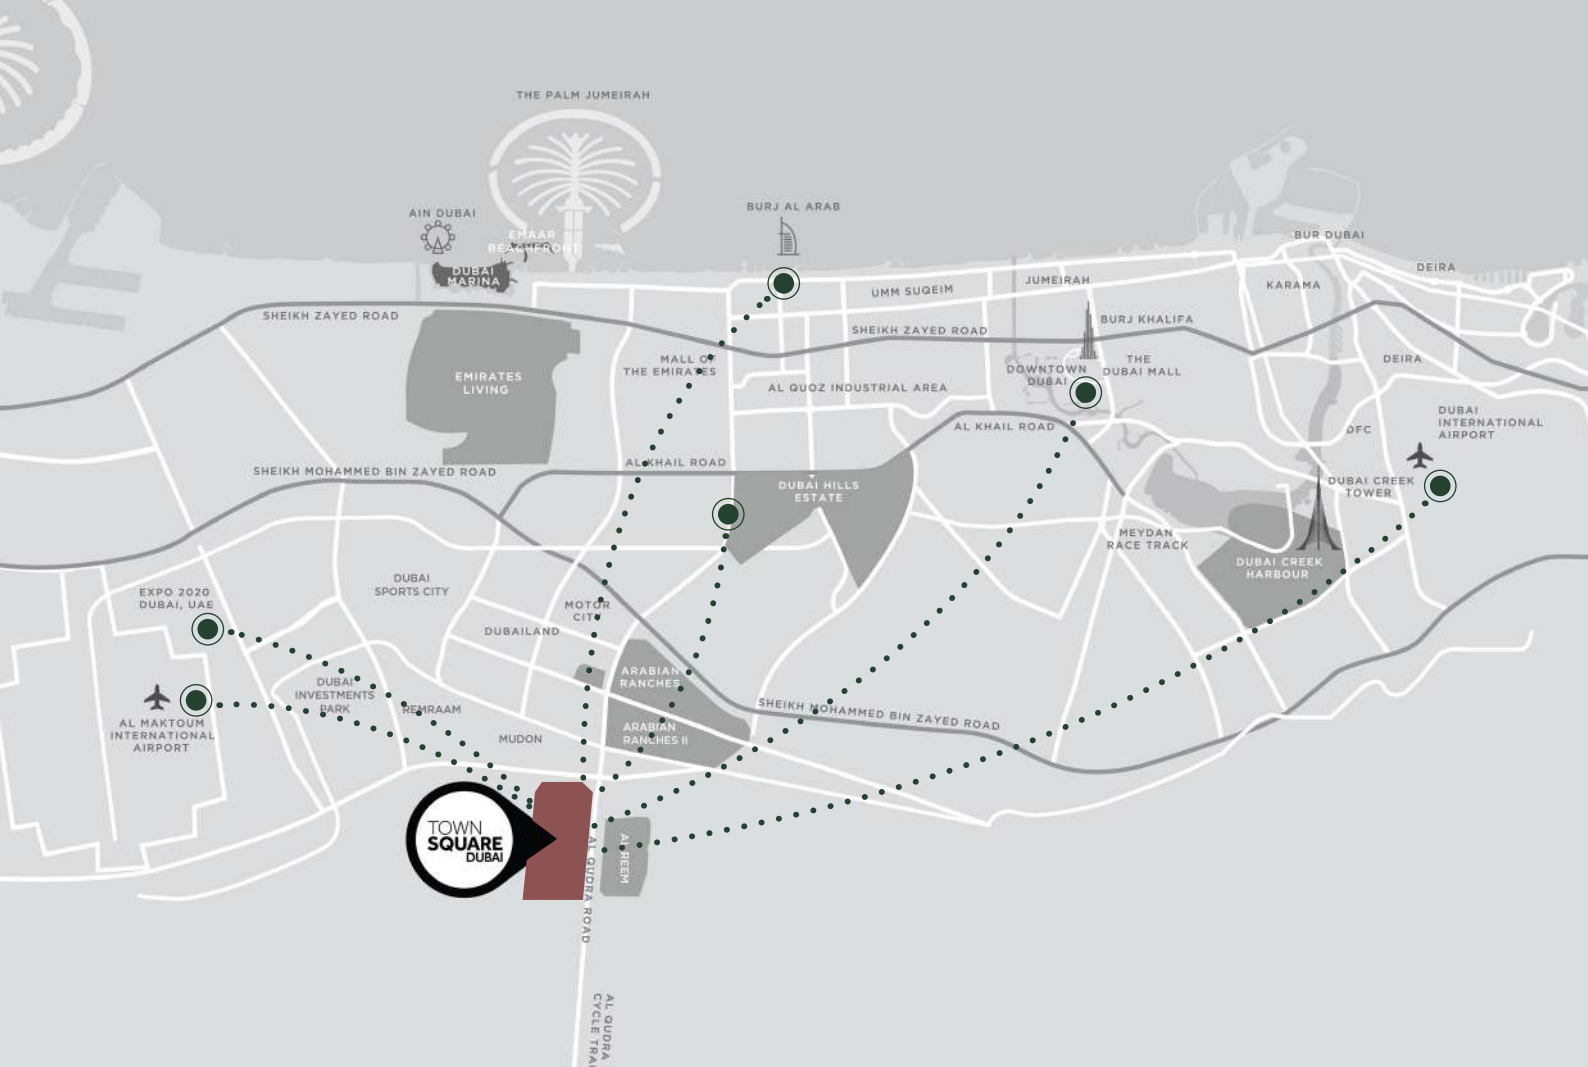 THE PALM JUMEIRAH
AIN DUBAI
EMAAR
BEACHFRONT
DUBAI
MARINA
BURJ AL ARAB
BUR DUBAI
DEIRA
KARAMA
JUMEIRAH
UMM SUQEIM
SHEIKH ZAYED ROAD
SHEIKH ZAYED ROAD
BURJ KHALIFA
MALL OF
THE EMIRATES
EMIRATES
LIVING
AL QUOZ INDUSTRIAL AREA
DOWNTOWN
DUBAI
THE
DUBAI MALL
DEIRA
DUBAI
INTERNATIONAL
AIRPORT
AL KHAIL ROAD
AL KHAIL ROAD
SHEIKH MOHAMMED BIN ZAYED ROAD
DUBAI HILLS
ESTATE
DUBAI CREEK
TOWER
MEYDAN
RACE TRACK
DUBAI CREEK
HARBOUR
EXPO 2020
DUBAI, UAE
DUBAI
SPORTS CITY
MOTOR
CITY
DUBAILAND
ARABIAN
RANCHES
ARABIAN
RANCHES II
SHEIKH MOHAMMED BIN ZAYED ROAD
DUBAI
INVESTMENTS
PARK
REMRAAM
MUDON
AL MAKTOUM
INTERNATIONAL
AIRPORT
TOWN
SQUARE
DUBAI
AL REEM
AL QUDRA ROAD
AL QUDRA